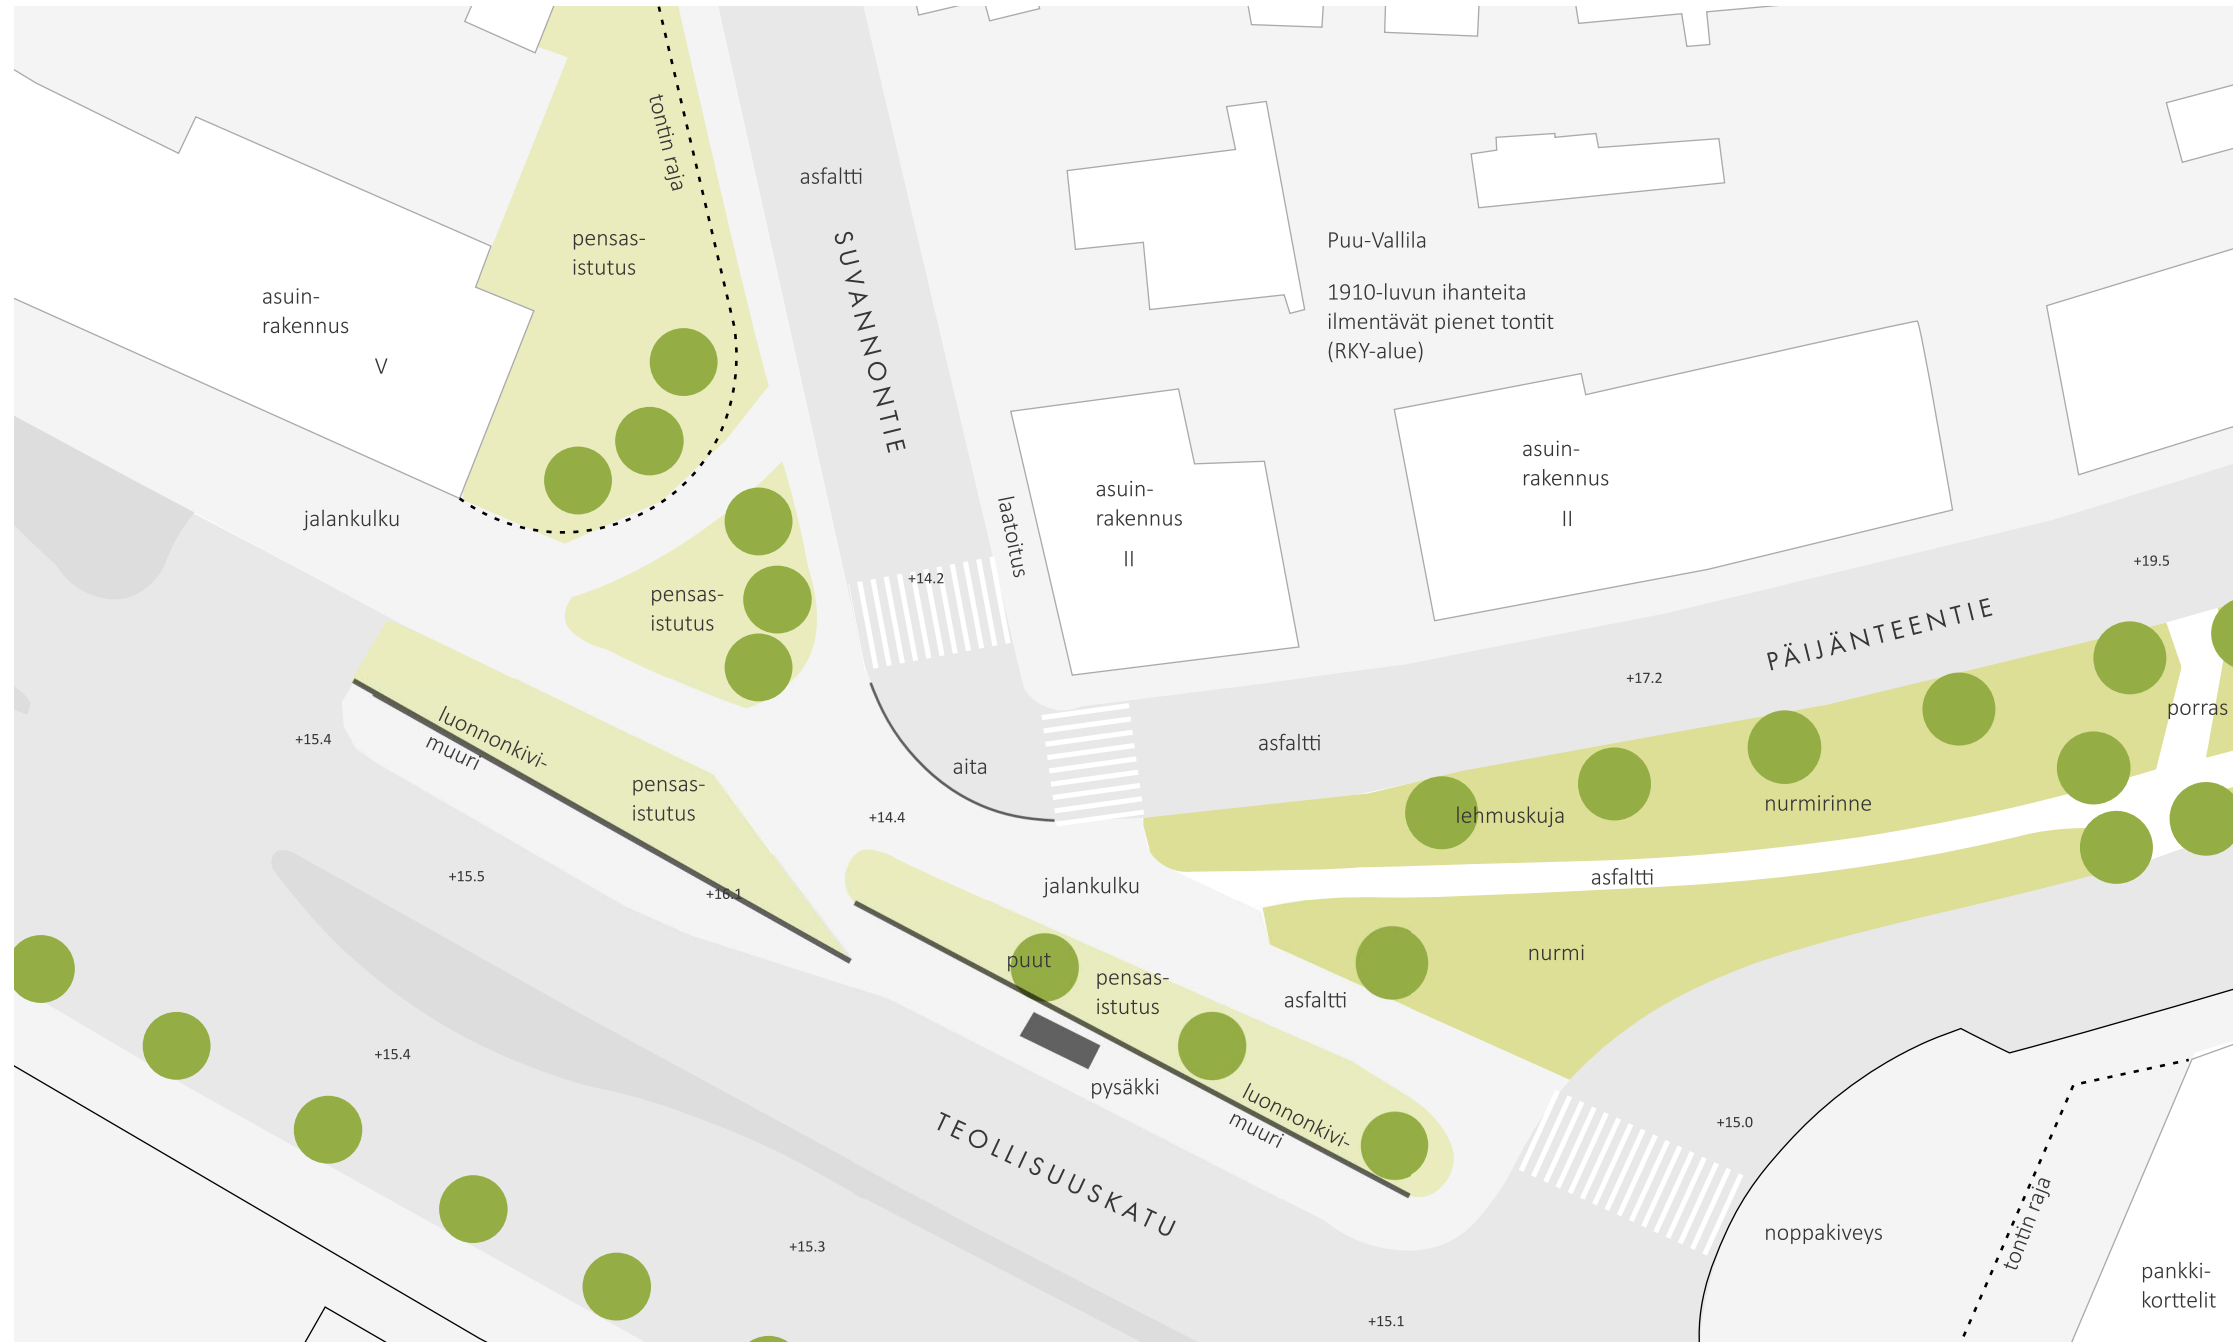 tontin raja
asfaltti
SUVANNONTIE
pensas-
istutus
Puu-Vallila
1910-luvun ihanteita
ilmentävät pienet tontit
(RKY-alue)
asuin-
rakennus
V
asuin-
rakennus
II
asuin-
rakennus
II
laatoitus
jalankulku
+14.2
+19.5
pensas-
istutus
PÄIJÄNTEENTIE
+17.2
porras
luonnonkivi-
muuri
+15.4
asfaltti
aita
pensas-
istutus
nurmirinne
lehmuskuja
+14.4
+15.5
+16.1
jalankulku
asfaltti
nurmi
puut
pensas-
istutus
asfaltti
+15.4
pysäkki
luonnonkivi-
muuri
+15.0
TEOLLISUUSKATU
+15.3
noppakiveys
tontin raja
pankki-
korttelit
+15.1